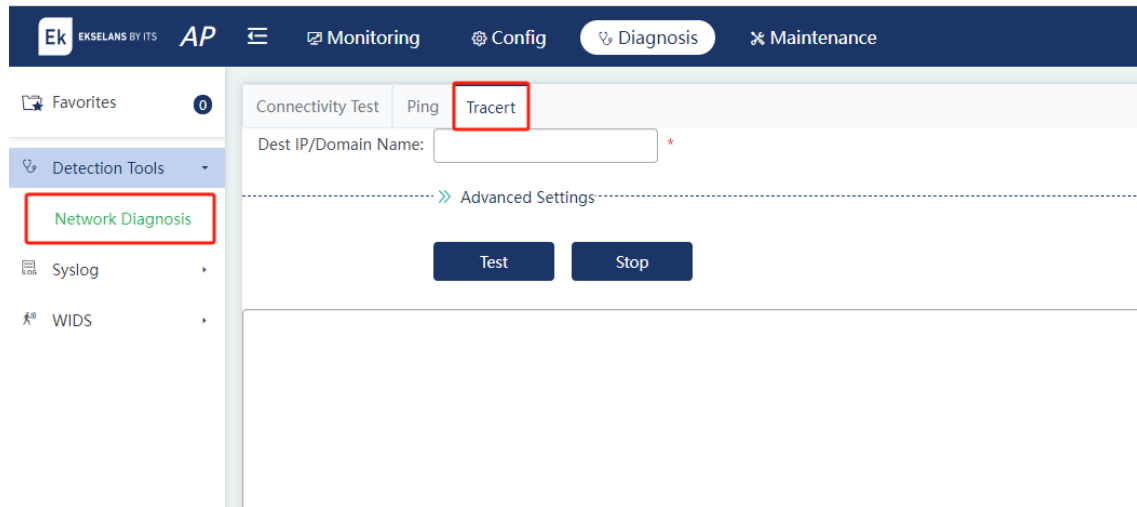 Ek EKSELANS BY ITS AP Monitoring Config Diagnosis Maintenance
Favorites 0
Connectivity Test Ping Tracert
Dest IP/Domain Name: *
Detection Tools
Advanced Settings
Network Diagnosis
Test Stop
Syslog
WIDS